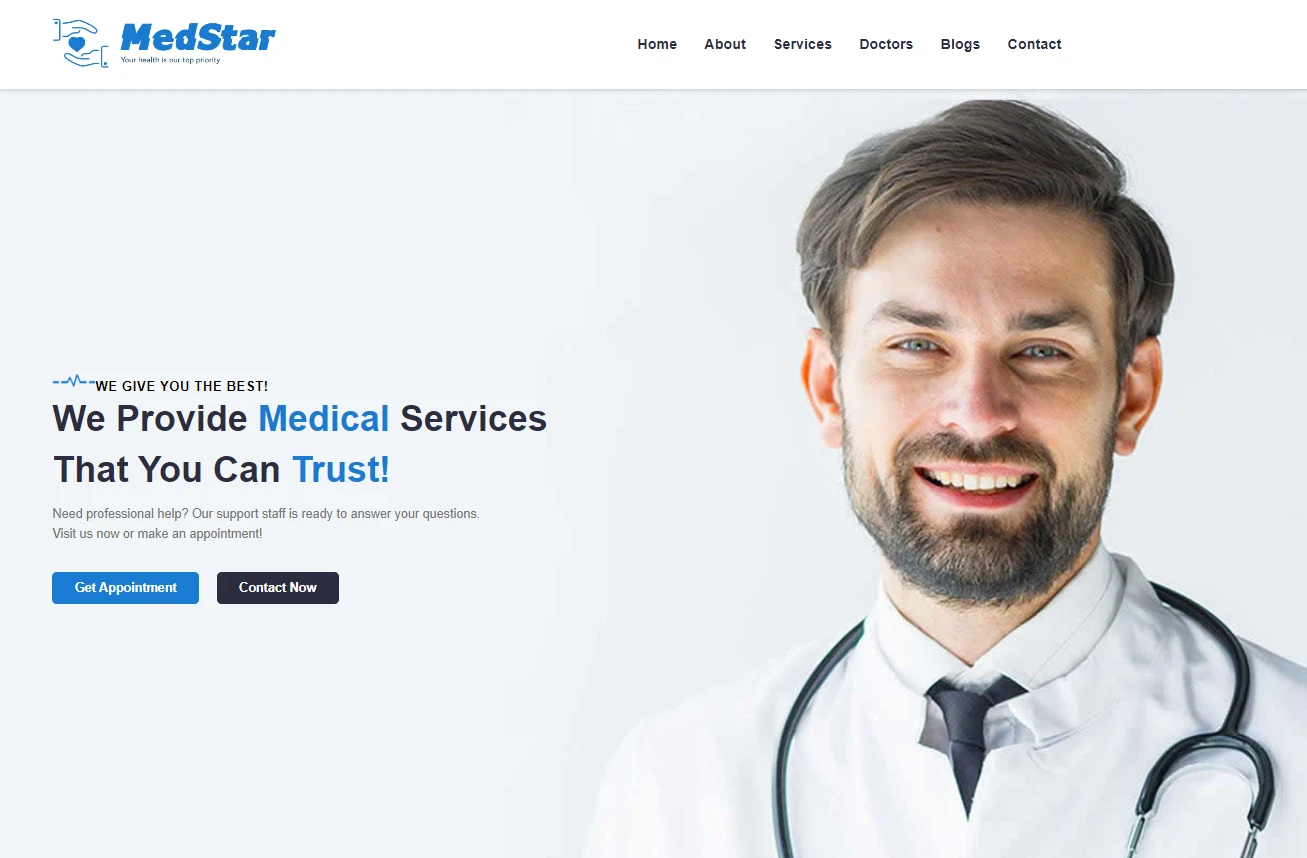 MedStar
Your health is our top priority
Home About Services Doctors Blogs Contact
WE GIVE YOU THE BEST!
We Provide Medical Services
That You Can Trust!
Need professional help? Our support staff is ready to answer your questions.
Visit us now or make an appointment!
Get Appointment Contact Now